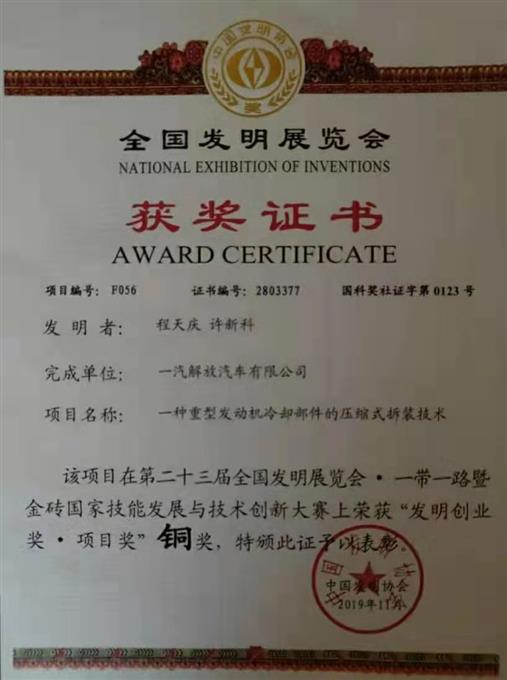 中国发明协会
奖
全国发明展览会
NATIONAL EXHIBITION OF INVENTIONS
获奖证书
AWARD CERTIFICATE
项目编号： F056 证书编号：2803377 国科奖社证字第 0123 号
发 明 者： 程天庆 许新科
完成单位： 一汽解放汽车有限公司
项目名称： 一种重型发动机冷却部件的压缩式拆装技术
该项目在第二十三届全国发明展览会·一带一路暨
金砖国家技能发展与技术创新大赛上荣获“发明创业
奖·项目奖”铜奖，特颁此证予以表彰。
中国发明协会
中国发明协会
2019年11月